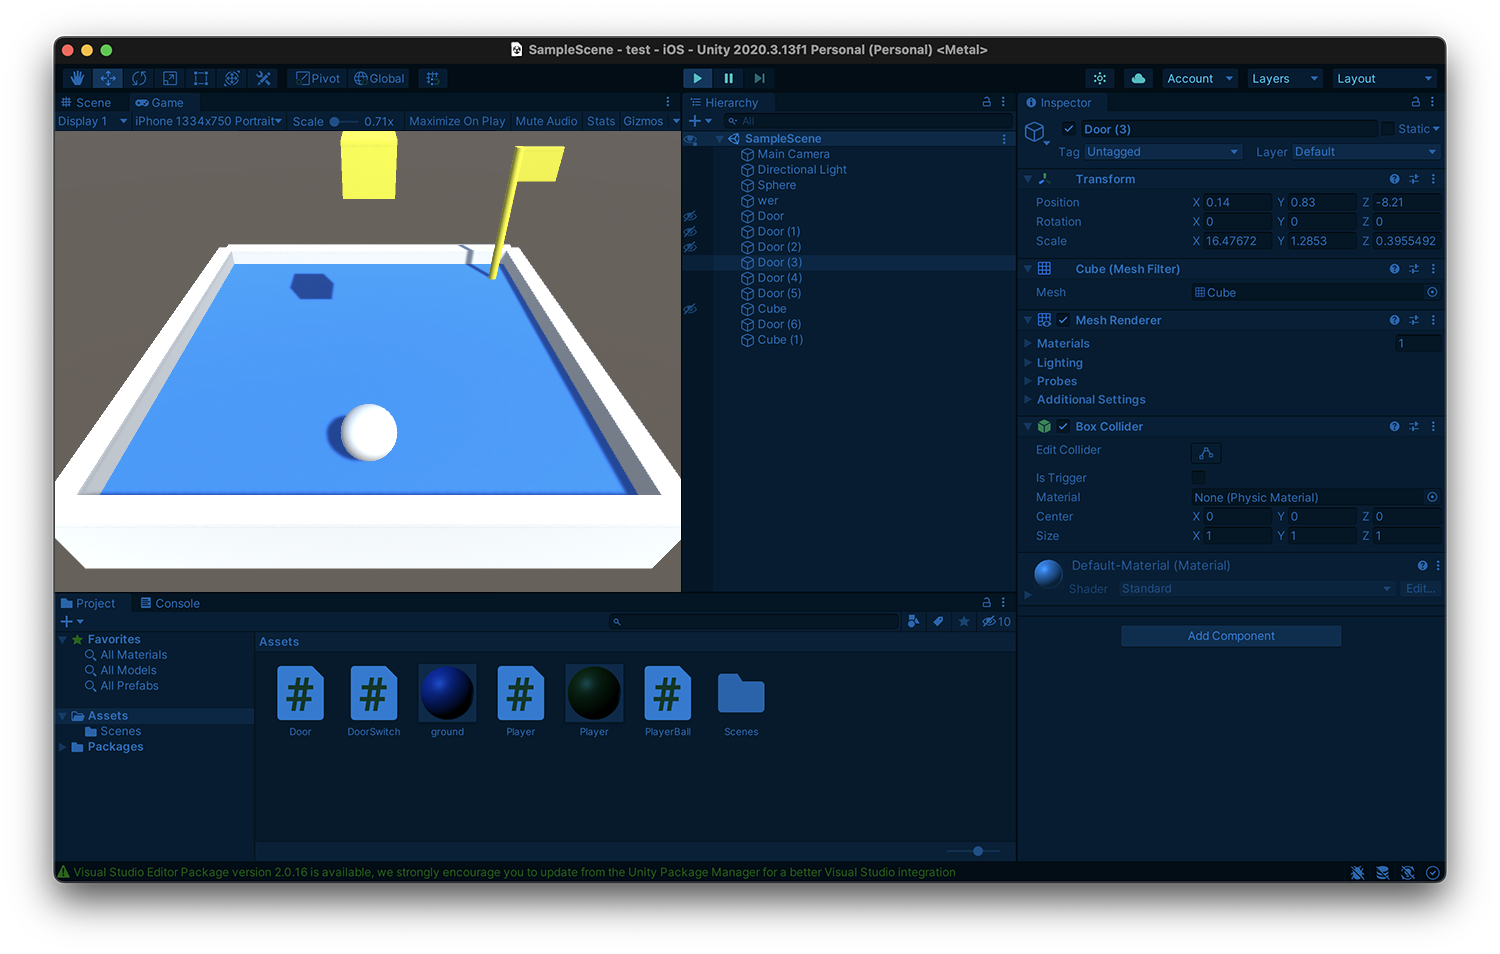 SampleScene - test - iOS - Unity 2020.3.13f1 Personal (Personal) <Metal>
Pivot Global Account Layers Layout
Scene Game
Display 1 iPhone 1334x750 Portrait Scale 0.71x Maximize On Play Mute Audio Stats Gizmos
Hierarchy
All
SampleScene
Main Camera
Directional Light
Sphere
wer
Door
Door (1)
Door (2)
Door (3)
Door (4)
Door (5)
Cube
Door (6)
Cube (1)
Inspector
Door (3) Static
Tag Untagged Layer Default
Transform
Position X 0.14 Y 0.83 Z -8.21
Rotation X 0 Y 0 Z 0
Scale X 16.47672 Y 1.2853 Z 0.3955492
Cube (Mesh Filter)
Mesh Cube
Mesh Renderer
Materials 1
Lighting
Probes
Additional Settings
Box Collider
Edit Collider
Is Trigger
Material None (Physic Material)
Center X 0 Y 0 Z 0
Size X 1 Y 1 Z 1
Default-Material (Material)
Shader Standard Edit...
Add Component
Project Console
10
Favorites
All Materials
All Models
All Prefabs
Assets
Scenes
Packages
Assets
Door DoorSwitch ground Player Player PlayerBall Scenes
Visual Studio Editor Package version 2.0.16 is available, we strongly encourage you to update from the Unity Package Manager for a better Visual Studio integration